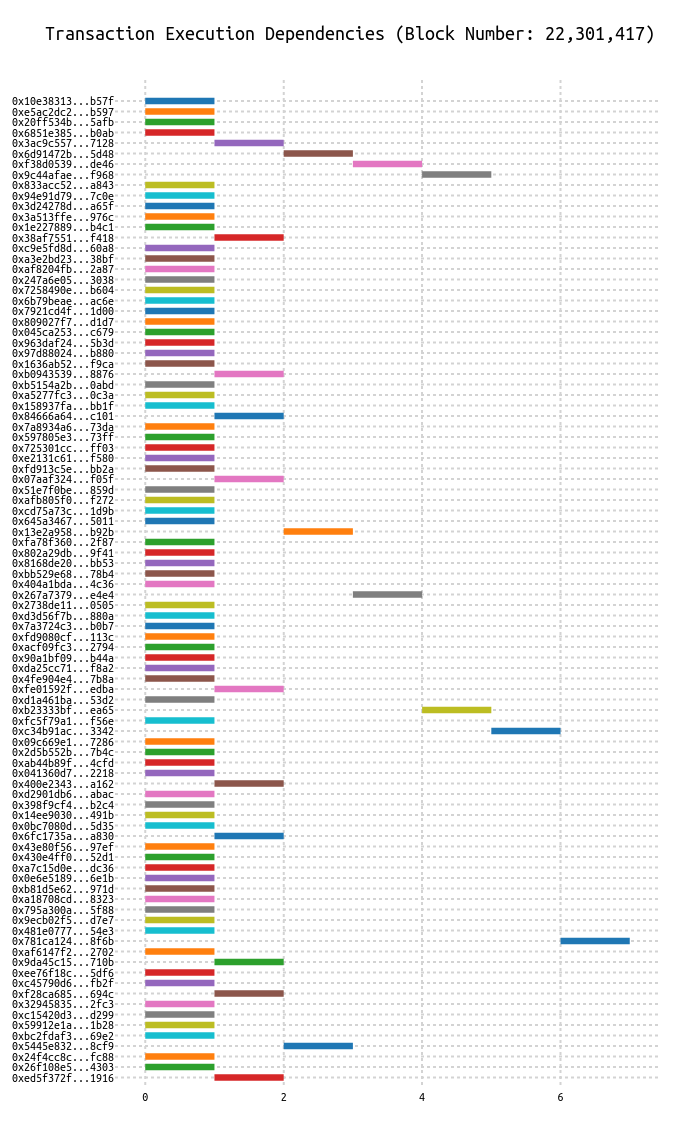 Transaction Execution Dependencies (Block Number: 22,301,417)
0x10e38313...b57f
0xe5ac2dc2...b597
0x20ff534b...5afb
0x6851e385...b0ab
0x3ac9c557...7128
0x6d91472b...5d48
0xf38d0539...de46
0x9c44afae...f968
0x833acc52...a843
0x94e91d79...7c0e
0x3d24278d...a65f
0x3a513ffe...976c
0x1e227889...b4c1
0x38af7551...f418
0xc9e5fd8d...60a8
0xa3e2bd23...38bf
0xaf8204fb...2a87
0x247a6e05...3038
0x7258490e...b604
0x6b79beae...ac6e
0x7921cd4f...1d00
0x809027f7...d1d7
0x045ca253...c679
0x963daf24...5b3d
0x97d88024...b880
0x1636ab52...f9ca
0xb0943539...8876
0xb5154a2b...0abd
0xa5277fc3...0c3a
0x158937fa...bb1f
0x84666a64...c101
0x7a8934a6...73da
0x597805e3...73ff
0x725301cc...ff03
0xe2131c61...f580
0xfd913c5e...bb2a
0x07aaf324...f05f
0x51e7f0be...859d
0xafb805f0...f272
0xcd75a73c...1d9b
0x645a3467...5011
0x13e2a958...b92b
0xfa78f360...2f87
0x802a29db...9f41
0x8168de20...bb53
0xbb529e68...78b4
0x404a1bda...4c36
0x267a7379...e4e4
0x2738de11...0505
0xd3d56f7b...880a
0x7a3724c3...b0b7
0xfd9080cf...113c
0xacf09fc3...2794
0x90a1bf09...b44a
0xda25cc71...f8a2
0x4fe904e4...7b8a
0xfe01592f...edba
0xd1a461ba...53d2
0xb23333bf...ea65
0xfc5f79a1...f56e
0xc34b91ac...3342
0x09c669e1...7286
0x2d5b552b...7b4c
0xab44b89f...4cfd
0x041360d7...2218
0x400e2343...a162
0xd2901db6...abac
0x398f9cf4...b2c4
0x14ee9030...491b
0x0bc7080d...5d35
0x6fc1735a...a830
0x43e80f56...97ef
0x430e4ff0...52d1
0xa7c15d0e...dc36
0x0e6e5189...6e1b
0xb81d5e62...971d
0xa18708cd...8323
0x795a300a...5f88
0x9ecb02f5...d7e7
0x481e0777...54e3
0x781ca124...8f6b
0xaf6147f2...2702
0x9da45c15...710b
0xee76f18c...5df6
0xc45790d6...fb2f
0xf28ca685...694c
0x32945835...2fc3
0xc15420d3...d299
0x59912e1a...1b28
0xbc2fdaf3...69e2
0x5445e832...8cf9
0x24f4cc8c...fc88
0x26f108e5...4303
0xed5f372f...1916
0 2 4 6